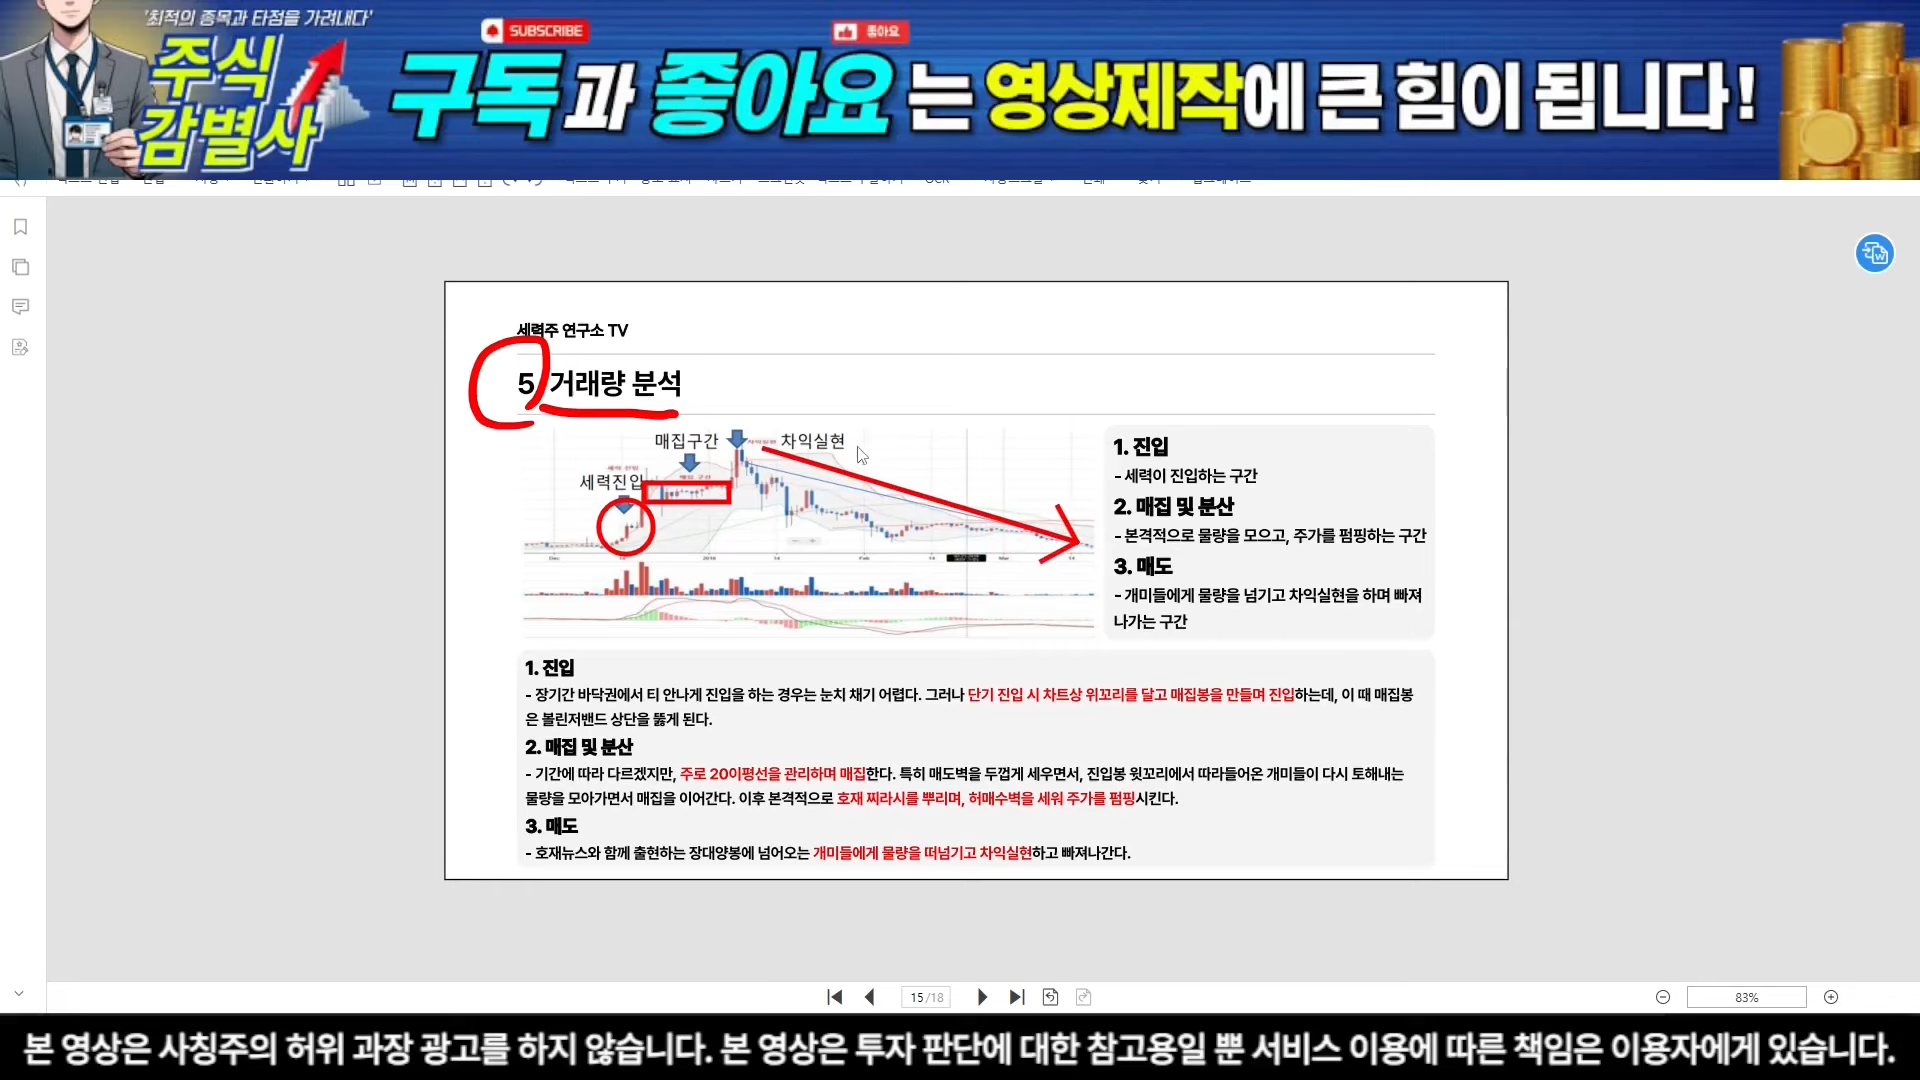 '최적의 종목과 타점을 가려내다'
주식
감별사
SUBSCRIBE
좋아요
구독과 좋아요는 영상제작에 큰 힘이 됩니다!
세력주 연구소 TV
5. 거래량 분석
매집구간
차익실현
세력진입
Dec
2018
14
Feb
14
Mar
14
1. 진입
- 세력이 진입하는 구간
2. 매집 및 분산
- 본격적으로 물량을 모으고, 주가를 펌핑하는 구간
3. 매도
- 개미들에게 물량을 넘기고 차익실현을 하며 빠져
나가는 구간
1. 진입
- 장기간 바닥권에서 티 안나게 진입을 하는 경우는 눈치 채기 어렵다. 그러나 단기 진입 시 차트상 위꼬리를 달고 매집봉을 만들며 진입하는데, 이 때 매집봉
은 볼린저밴드 상단을 뚫게 된다.
2. 매집 및 분산
- 기간에 따라 다르겠지만, 주로 20이평선을 관리하며 매집한다. 특히 매도벽을 두껍게 세우면서, 진입봉 윗꼬리에서 따라들어온 개미들이 다시 토해내는
물량을 모아가면서 매집을 이어간다. 이후 본격적으로 호재 찌라시를 뿌리며, 허매수벽을 세워 주가를 펌핑시킨다.
3. 매도
- 호재뉴스와 함께 출현하는 장대양봉에 넘어오는 개미들에게 물량을 떠넘기고 차익실현하고 빠져나간다.
15 /18
83%
본 영상은 사칭주의 허위 과장 광고를 하지 않습니다. 본 영상은 투자 판단에 대한 참고용일 뿐 서비스 이용에 따른 책임은 이용자에게 있습니다.